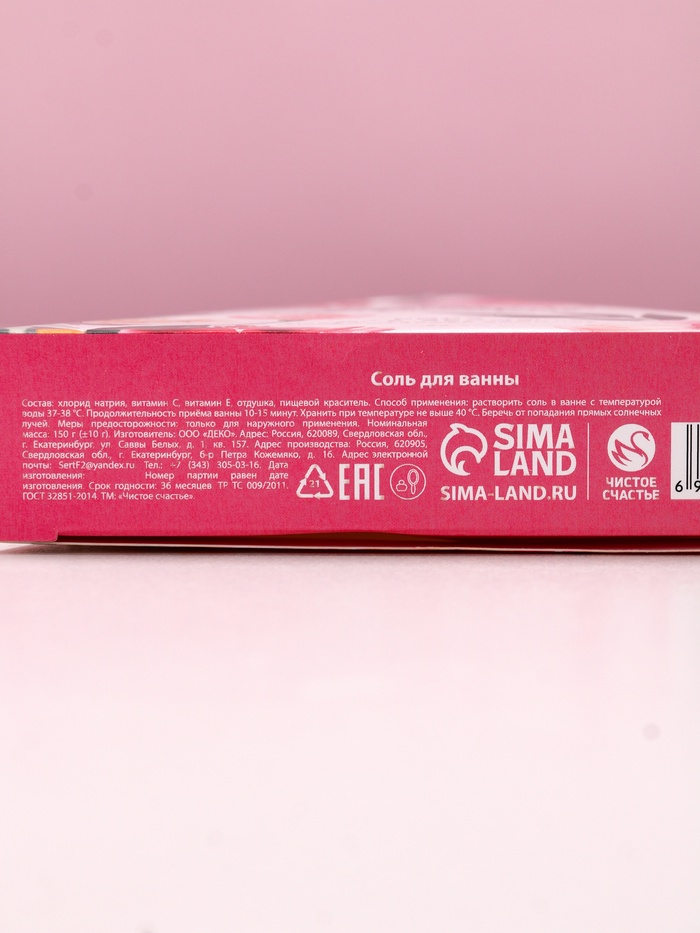 Соль для ванны
Состав: хлорид натрия, витамин С, витамин Е, отдушка, пищевой краситель. Способ применения: растворить соль в ванне с температурой
воды 37-38 °С. Продолжительность приёма ванны 10-15 минут. Хранить при температуре не выше 40 °С. Беречь от попадания прямых солнечных
лучей. Меры предосторожности: только для наружного применения. Номинальная
масса: 150 г (±10 г). Изготовитель: ООО «ДЕКО». Адрес: Россия, 620089, Свердловская обл.,
г. Екатеринбург, ул. Саввы Белых, д. 1, кв. 157. Адрес производства: Россия, 620905,
Свердловская обл., г. Екатеринбург, б-р Петра Кожемяко, д. 16. Адрес электронной
почты: SertF2@yandex.ru Тел.: +7 (343) 305-03-16. Дата
изготовления: Номер партии равен дате
изготовления. Срок годности: 36 месяцев. ТР ТС 009/2011.
ГОСТ 32851-2014. ТМ: «Чистое счастье».
21
EAC
SIMA
LAND
SIMA-LAND.RU
ЧИСТОЕ
СЧАСТЬЕ
6 9